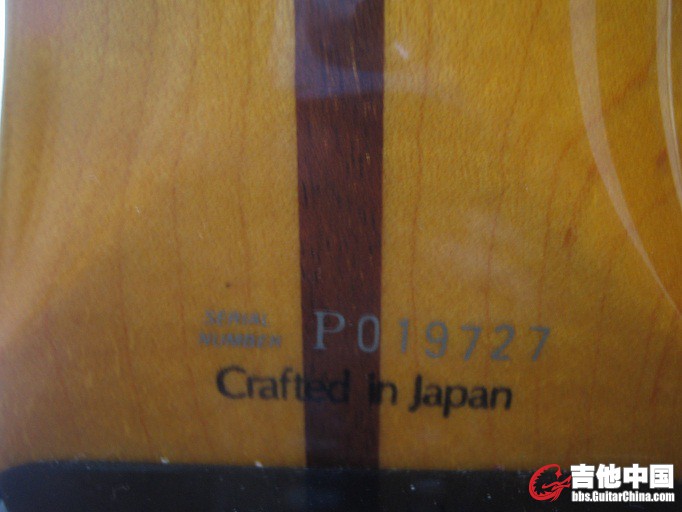 SERIAL
NUMBER P019727
Crafted in Japan
吉他中国
bbs.GuitarChina.com